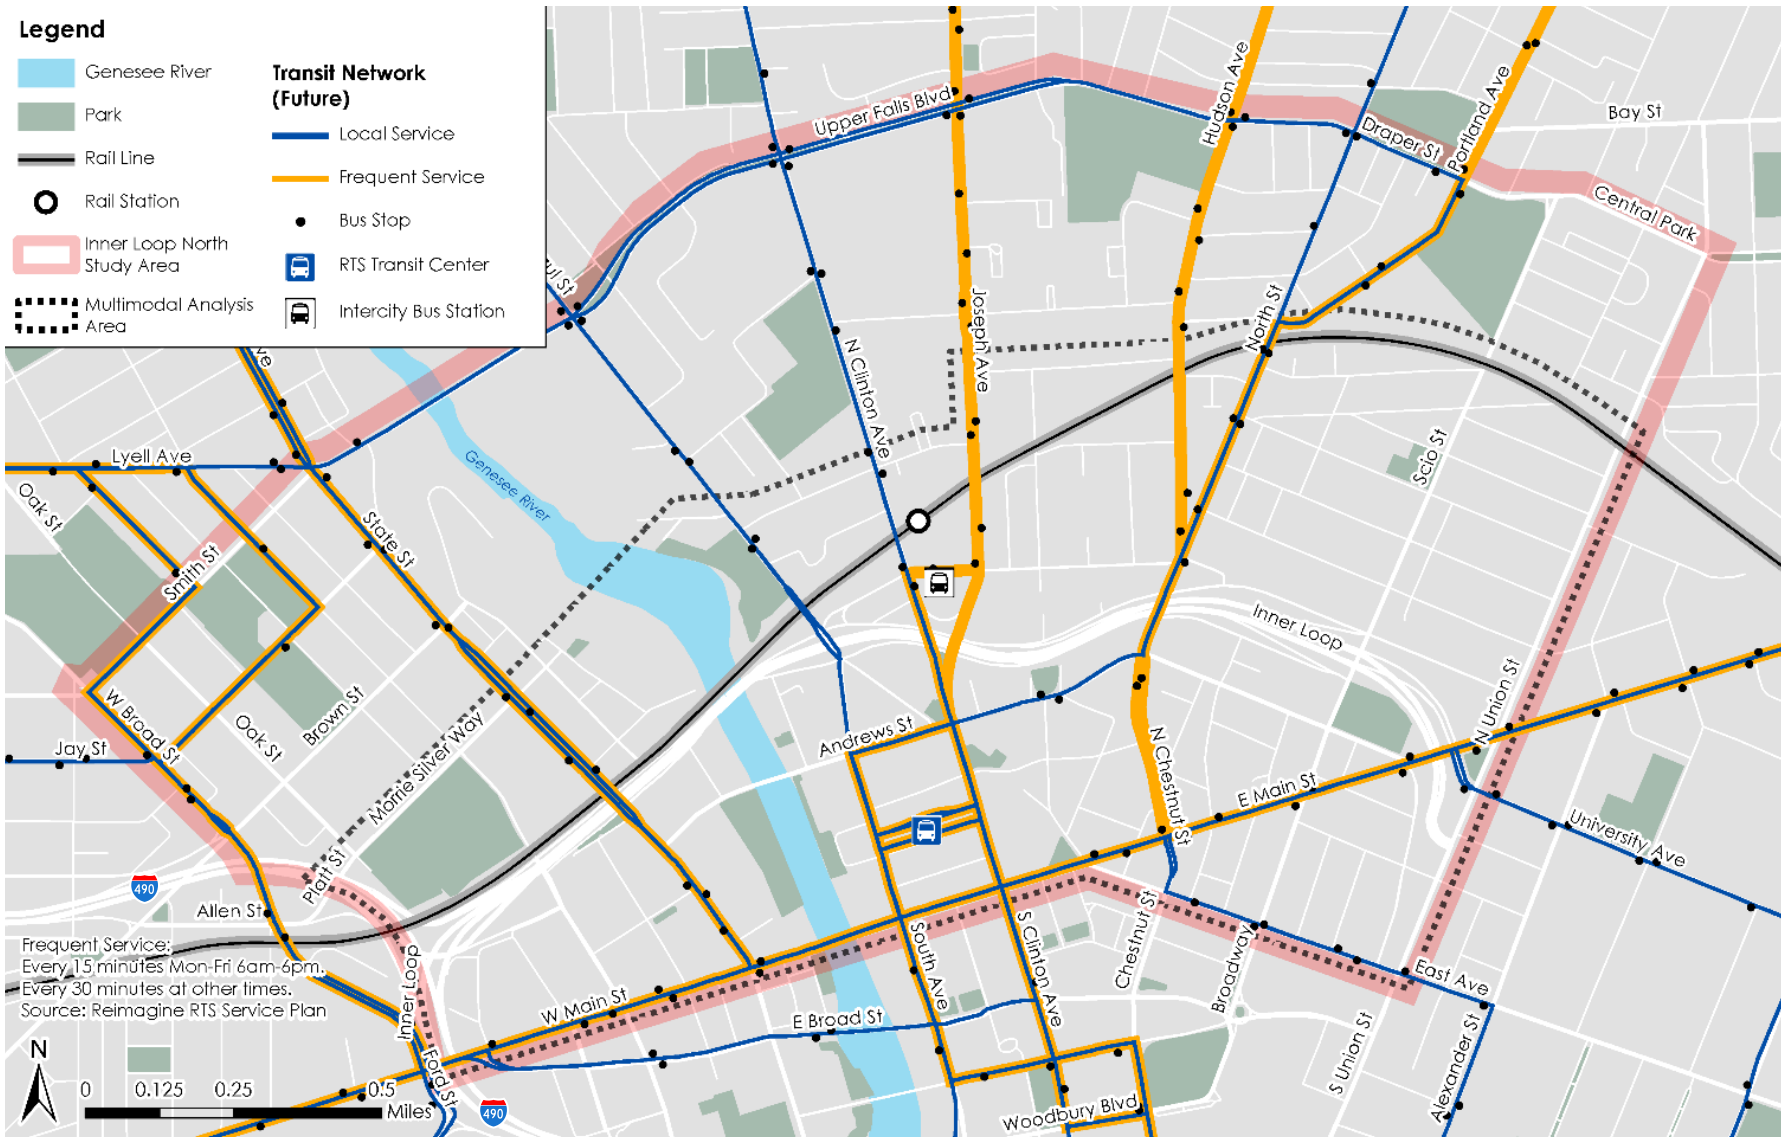 Legend
Genesee River
Park
Rail Line
Rail Station
Inner Loop North
Study Area
Multimodal Analysis
Area
Transit Network
(Future)
Local Service
Frequent Service
Bus Stop
RTS Transit Center
Intercity Bus Station
Upper Falls Blvd
Hudson Ave
Portland Ave
Bay St
Draper St
Central Park
Joseph Ave
North St
N Clinton Ave
Scio St
Lyell Ave
Oak St
State St
Smith St
Genesee River
Inner Loop
N Union St
W Broad St
Jay St
Oak St
Brown St
Morrie Silver Way
Andrews St
N Chestnut St
E Main St
University Ave
Platt St
490
Allen St
Inner Loop
Frequent Service:
Every 15 minutes Mon-Fri 6am-6pm.
Every 30 minutes at other times.
Source: Reimagine RTS Service Plan
W Main St
E Broad St
South Ave
S Clinton Ave
Chestnut St
Broadway
East Ave
S Union St
Alexander St
Woodbury Blvd
Ford St
490
N
0 0.125 0.25 0.5
Miles